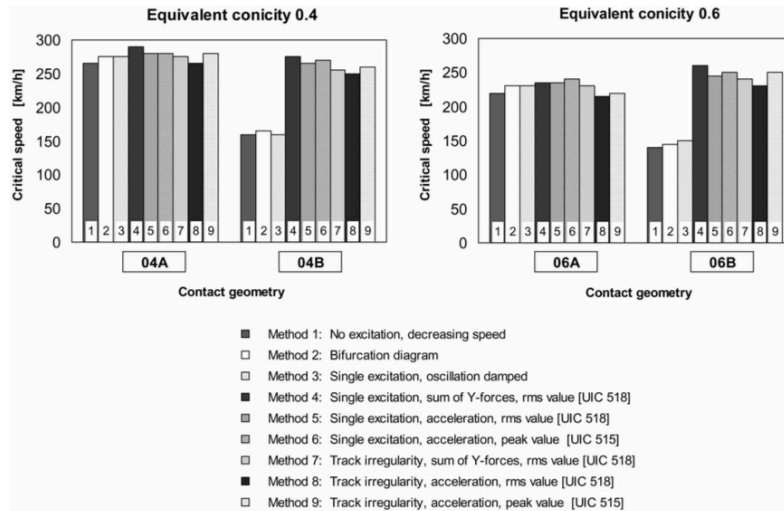 Equivalent conicity 0.4
Critical speed [km/h]
300
250
200
150
100
50
0
1 2 3 4 5 6 7 8 9
1 2 3 4 5 6 7 8 9
04A
04B
Contact geometry
Equivalent conicity 0.6
Critical speed [km/h]
300
250
200
150
100
50
0
1 2 3 4 5 6 7 8 9
1 2 3 4 5 6 7 8 9
06A
06B
Contact geometry
Method 1: No excitation, decreasing speed
Method 2: Bifurcation diagram
Method 3: Single excitation, oscillation damped
Method 4: Single excitation, sum of Y-forces, rms value [UIC 518]
Method 5: Single excitation, acceleration, rms value [UIC 518]
Method 6: Single excitation, acceleration, peak value [UIC 515]
Method 7: Track irregularity, sum of Y-forces, rms value [UIC 518]
Method 8: Track irregularity, acceleration, rms value [UIC 518]
Method 9: Track irregularity, acceleration, peak value [UIC 515]